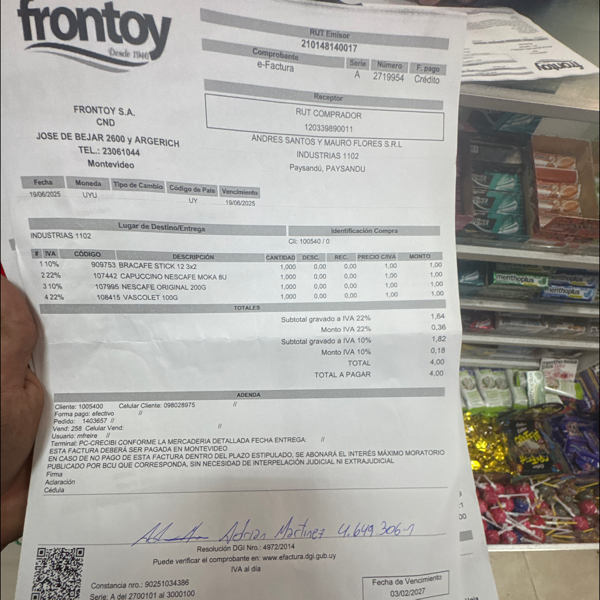 frontoy
Desde 1946
RUT Emisor
210148140017
Comprobante Serie Número F. pago
e-Factura A 2719954 Crédito
Receptor
RUT COMPRADOR
120339890011
ANDRES SANTOS Y MAURO FLORES S.R.L
INDUSTRIAS 1102
Paysandú, PAYSANDU
FRONTOY S.A.
CND
JOSE DE BEJAR 2600 y ARGERICH
TEL.: 23061044
Montevideo
Fecha Moneda Tipo de Cambio Código de País Vencimiento
19/06/2025 UYU UY 19/06/2025
Lugar de Destino/Entrega Identificación Compra
INDUSTRIAS 1102 Cli: 100540 / 0
# IVA CÓDIGO DESCRIPCIÓN CANTIDAD DESC. REC. PRECIO C/IVA MONTO
1 10% 909753 BRACAFE STICK 12 3x2 1,000 0,00 0,00 1,00 1,00
2 22% 107442 CAPUCCINO NESCAFE MOKA 8U 1,000 0,00 0,00 1,00 1,00
3 10% 107995 NESCAFE ORIGINAL 200G 1,000 0,00 0,00 1,00 1,00
4 22% 108415 VASCOLET 100G 1,000 0,00 0,00 1,00 1,00
TOTALES
Subtotal gravado a IVA 22% 1,64
Monto IVA 22% 0,36
Subtotal gravado a IVA 10% 1,82
Monto IVA 10% 0,18
TOTAL 4,00
TOTAL A PAGAR 4,00
ADENDA
Cliente: 1005400 Celular Cliente: 098028975 //
Forma pago: efectivo //
Pedido: 1403657 //
Vend: 258 Celular Vend: //
Usuario: mfreire //
Terminal: PC-CRECIBI CONFORME LA MERCADERIA DETALLADA FECHA ENTREGA: //
ESTA FACTURA DEBERÁ SER PAGADA EN MONTEVIDEO
EN CASO DE NO PAGO DE ESTA FACTURA DENTRO DEL PLAZO ESTIPULADO, SE ABONARÁ EL INTERÉS MÁXIMO MORATORIO
PUBLICADO POR BCU QUE CORRESPONDA, SIN NECESIDAD DE INTERPELACIÓN JUDICIAL NI EXTRAJUDICIAL
Firma
Aclaración
Cédula
Adrian Martinez 4.649 306-1
Resolución DGI Nro.: 4972/2014
Puede verificar el comprobante en: www.efactura.dgi.gub.uy
IVA al día
Constancia nro.: 90251034386
Serie: A del 2700101 al 3000100
Fecha de Vencimiento
03/02/2027
frontoy
menthoplus
menthoplus